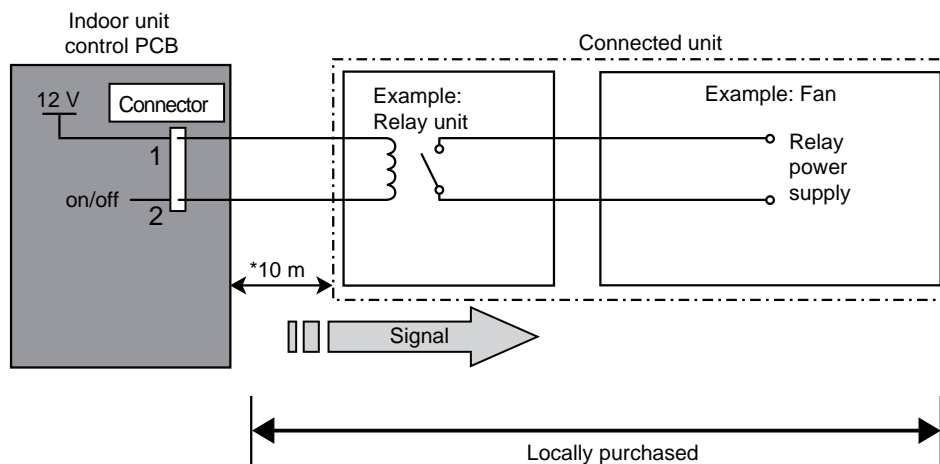 Indoor unit
control PCB
Connected unit
12 V
Connector
Example:
Relay unit
Example: Fan
1
Relay
power
supply
on/off
2
*10 m
Signal
Locally purchased